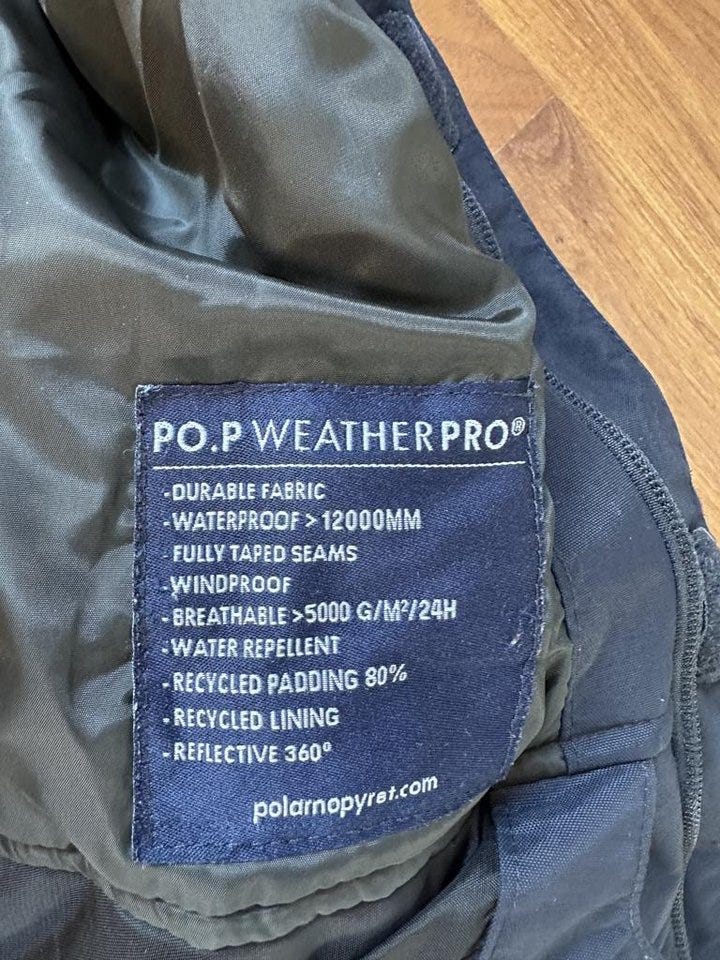 PO.P WEATHERPRO®
-DURABLE FABRIC
-WATERPROOF > 12000MM
- FULLY TAPED SEAMS
-WINDPROOF
- BREATHABLE >5000 G/M²/24H
-WATER REPELLENT
-RECYCLED PADDING 80%
-RECYCLED LINING
-REFLECTIVE 360°
polarnopyret.com